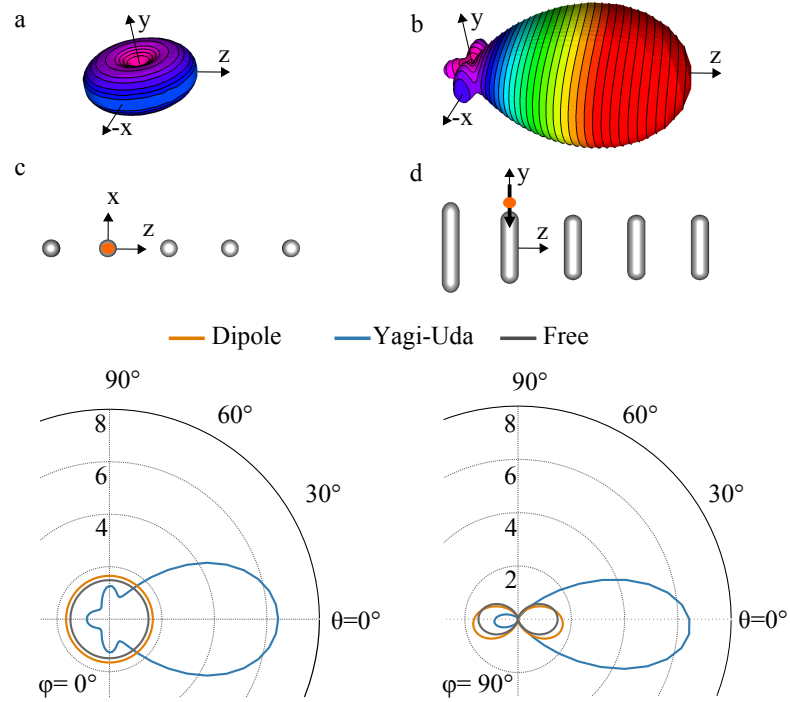 a
y
z
-x
b
y
z
-x
c
x
z
d
y
z
Dipole
Yagi-Uda
Free
90°
60°
30°
8
6
4
θ=0°
φ= 0°
90°
60°
30°
8
6
4
2
θ=0°
φ= 90°